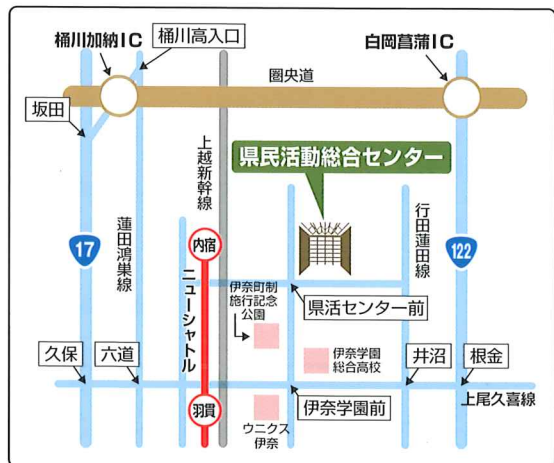 桶川加納IC
桶川高入口
白岡菖蒲IC
圏央道
坂田
上越新幹線
県民活動総合センター
蓮田鴻巣線
行田蓮田線
17
内宿
122
ニューシャトル
伊奈町制
施行記念
公園
県活センター前
久保
六道
伊奈学園
総合高校
井沼
根金
上尾久喜線
羽貫
ウニクス
伊奈
伊奈学園前